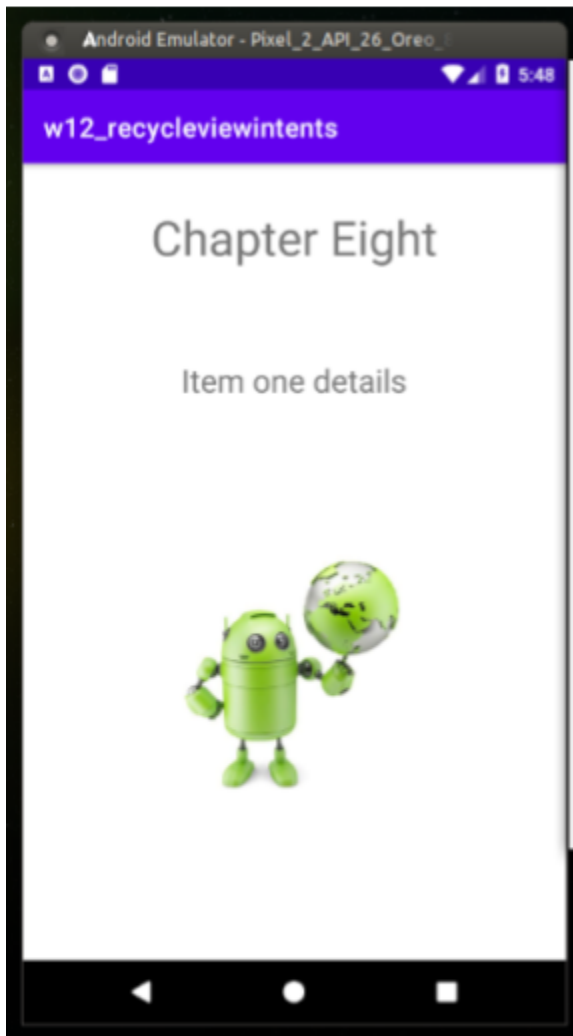 Android Emulator - Pixel_2_API_26_Oreo_
5:48
w12_recycleviewintents
Chapter Eight
Item one details